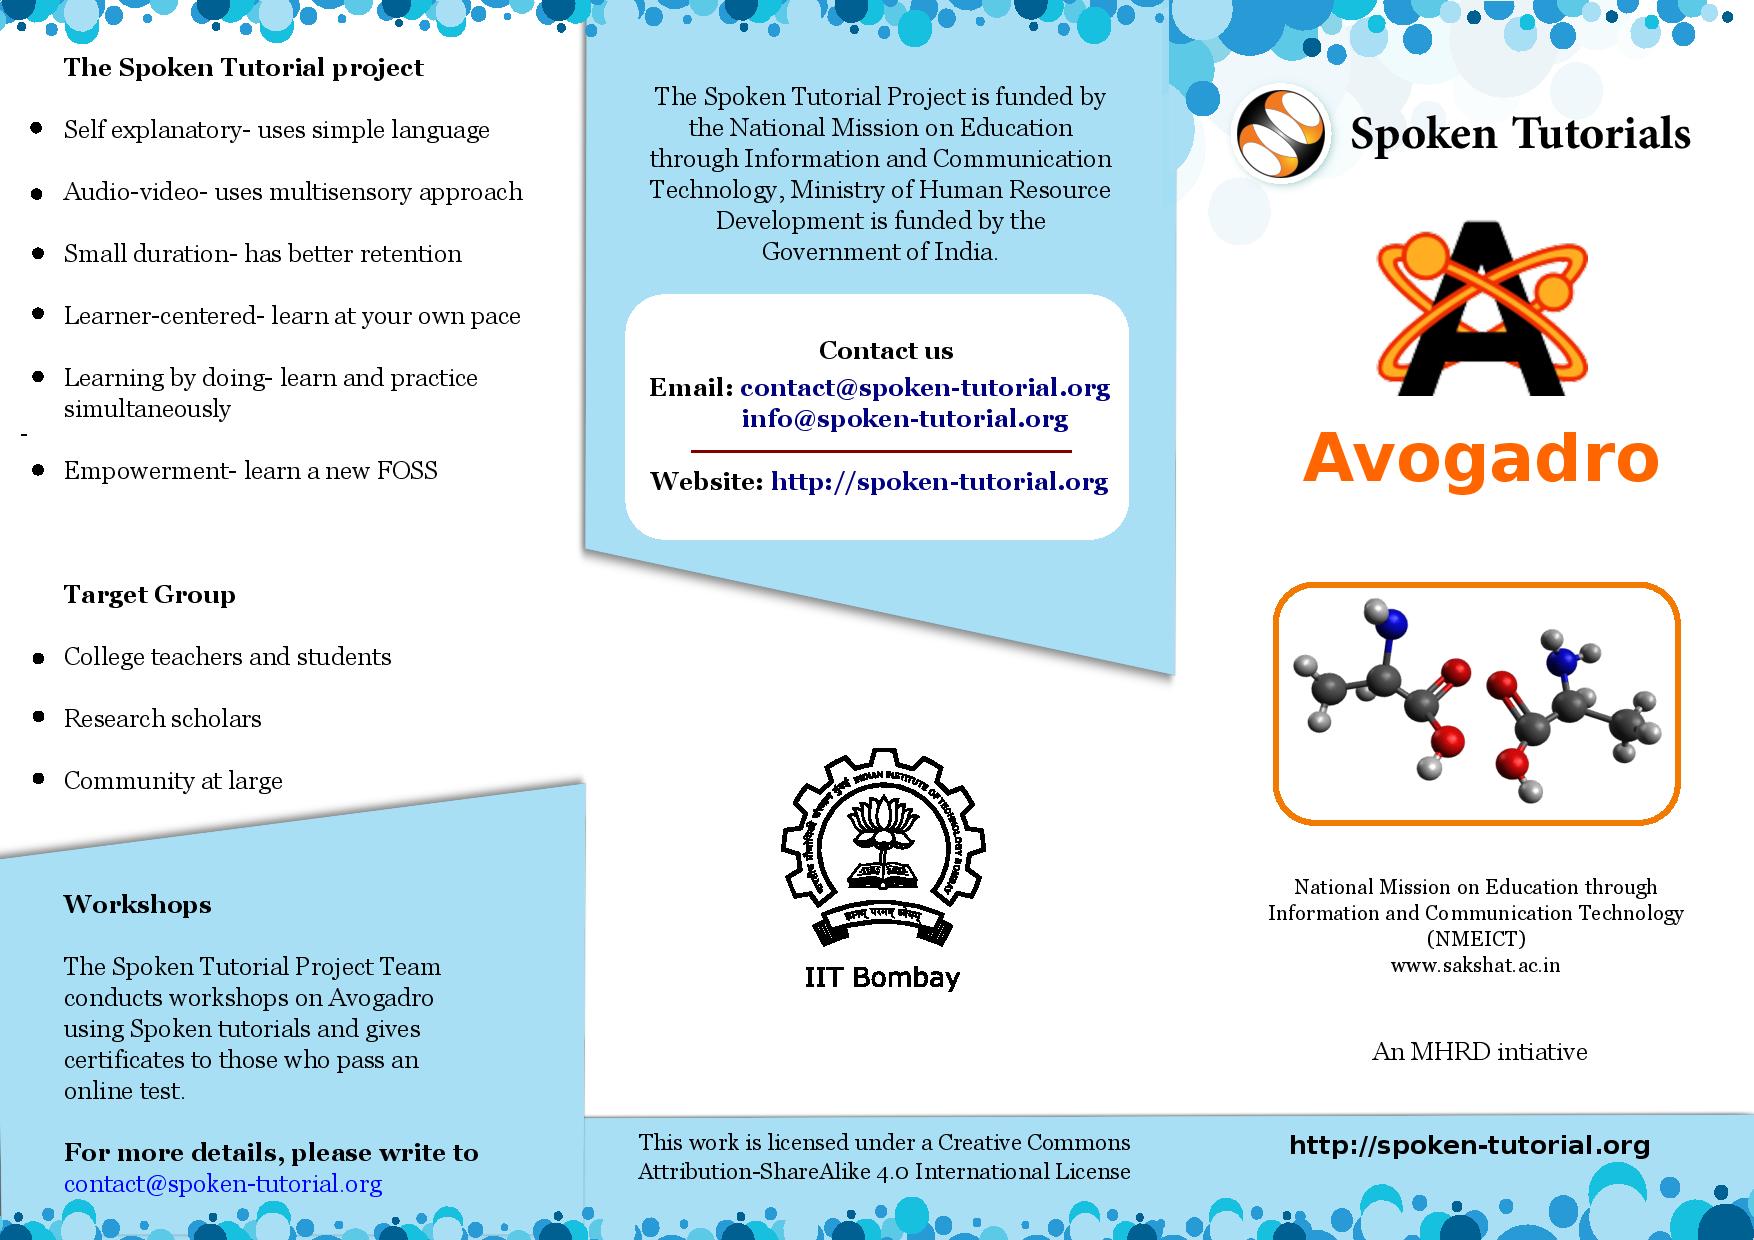 The Spoken Tutorial project
Self explanatory- uses simple language
Audio-video- uses multisensory approach
Small duration- has better retention
Learner-centered- learn at your own pace
Learning by doing- learn and practice
simultaneously
-
Empowerment- learn a new FOSS
Target Group
College teachers and students
Research scholars
Community at large
Workshops
The Spoken Tutorial Project Team
conducts workshops on Avogadro
using Spoken tutorials and gives
certificates to those who pass an
online test.
For more details, please write to
contact@spoken-tutorial.org
The Spoken Tutorial Project is funded by
the National Mission on Education
through Information and Communication
Technology, Ministry of Human Resource
Development is funded by the
Government of India.
Contact us
Email: contact@spoken-tutorial.org
info@spoken-tutorial.org
Website: http://spoken-tutorial.org
INDIAN INSTITUTE OF TECHNOLOGY BOMBAY
ज्ञानम् परमम् ध्येयम्
IIT Bombay
This work is licensed under a Creative Commons
Attribution-ShareAlike 4.0 International License
Spoken Tutorials
A
Avogadro
National Mission on Education through
Information and Communication Technology
(NMEICT)
www.sakshat.ac.in
An MHRD intiative
http://spoken-tutorial.org